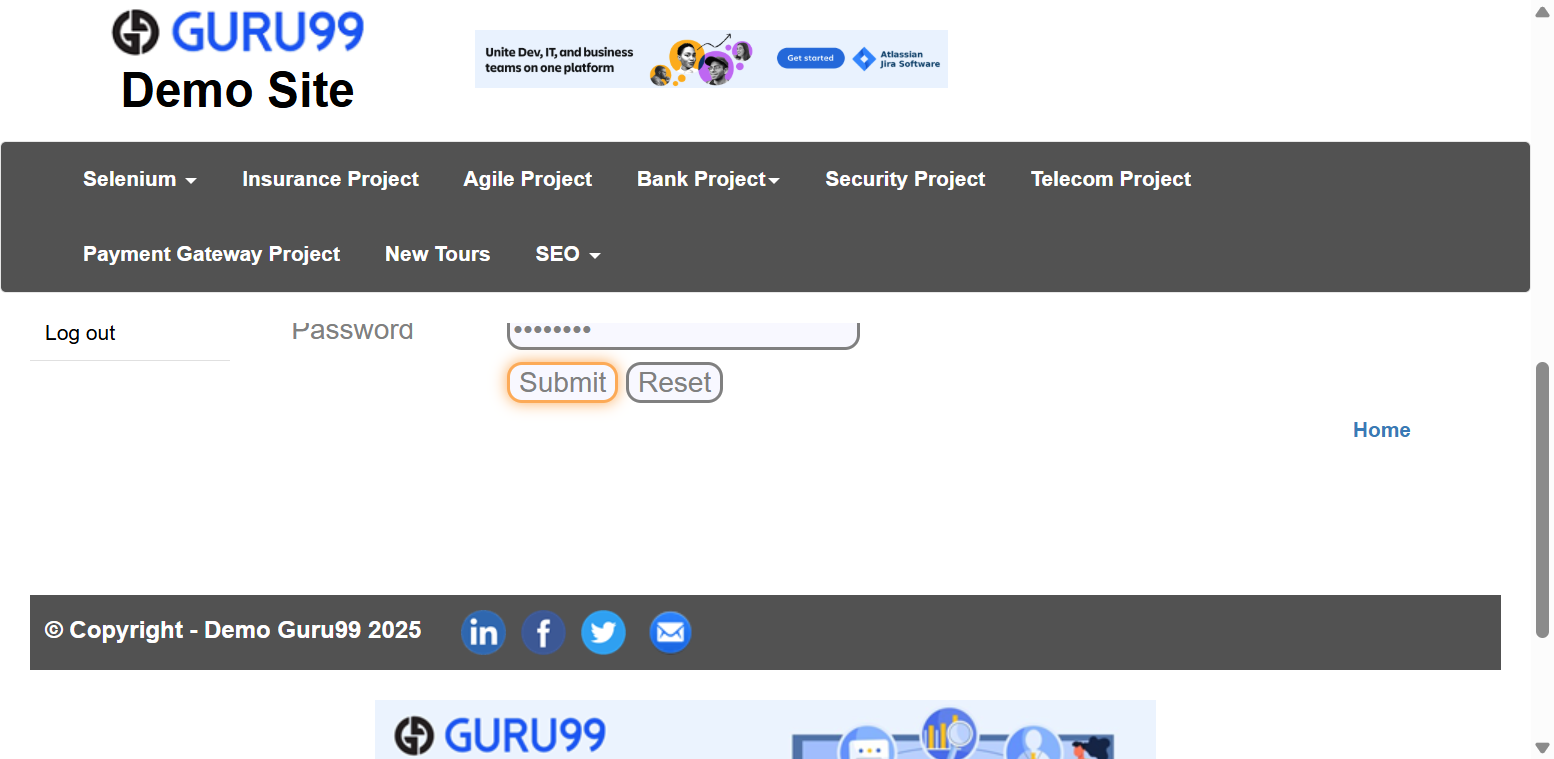 GURU99
Demo Site
Unite Dev, IT, and business
teams on one platform
Get started
Atlassian
Jira Software
Selenium
Insurance Project
Agile Project
Bank Project
Security Project
Telecom Project
Payment Gateway Project
New Tours
SEO
Log out
Password
••••••••
Submit
Reset
Home
© Copyright - Demo Guru99 2025
in
f
GURU99